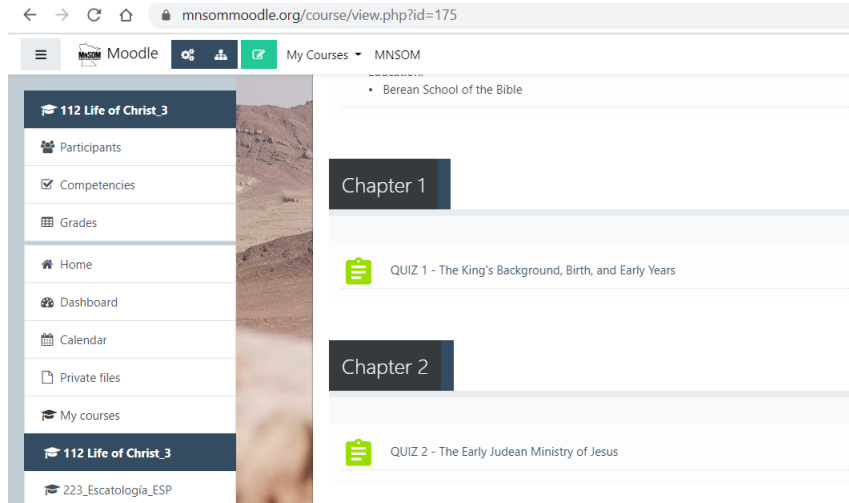 mnsommoodle.org/course/view.php?id=175
MNSOM Moodle My Courses MNSOM
• Berean School of the Bible
112 Life of Christ_3
Participants
Competencies
Grades
Home
Dashboard
Calendar
Private files
My courses
112 Life of Christ_3
223_Escatología_ESP
Chapter 1
QUIZ 1 - The King's Background, Birth, and Early Years
Chapter 2
QUIZ 2 - The Early Judean Ministry of Jesus